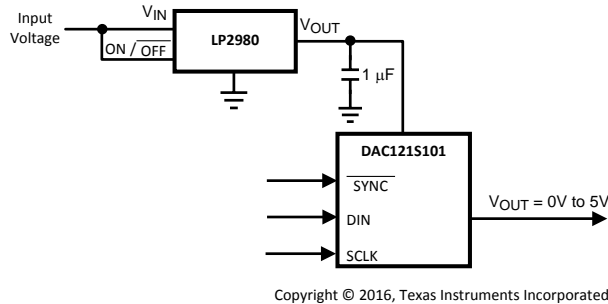 Input
Voltage
VIN
ON / OFF
LP2980
VOUT
1 μF
DAC121S101
SYNC
DIN
SCLK
VOUT = 0V to 5V
Copyright © 2016, Texas Instruments Incorporated